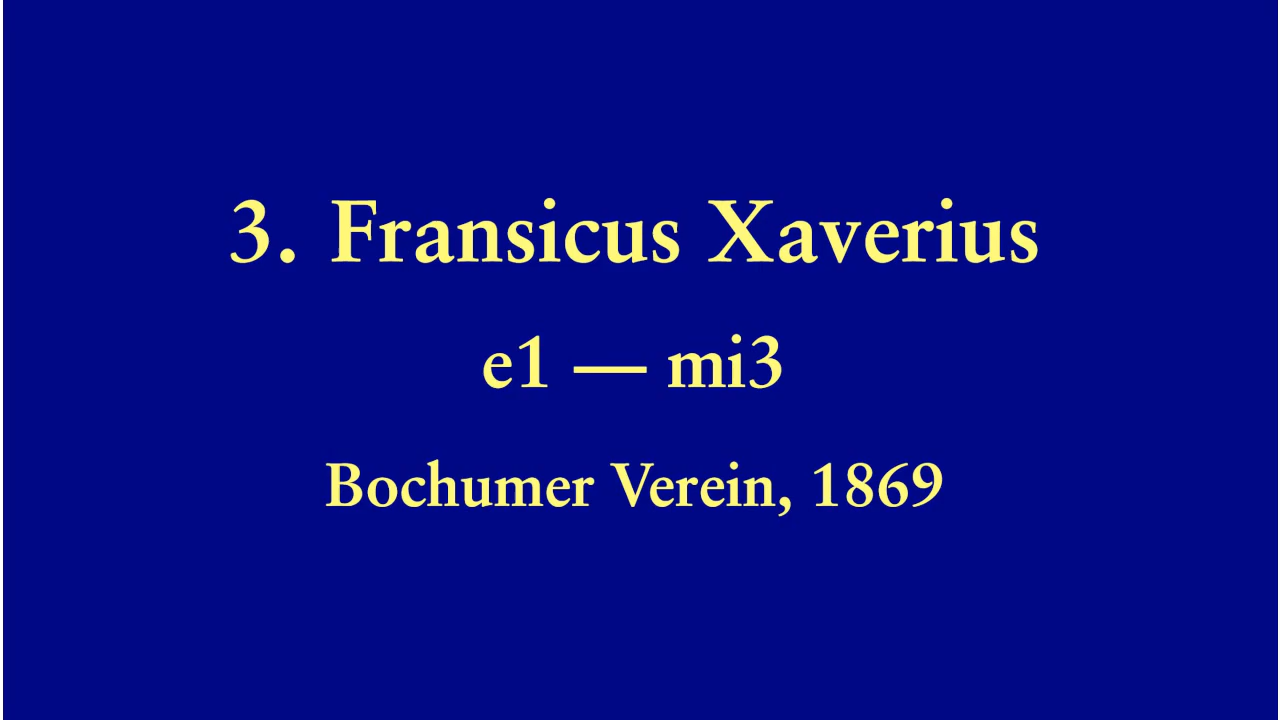 3. Fransicus Xaverius
e1 — mi3
Bochumer Verein, 1869